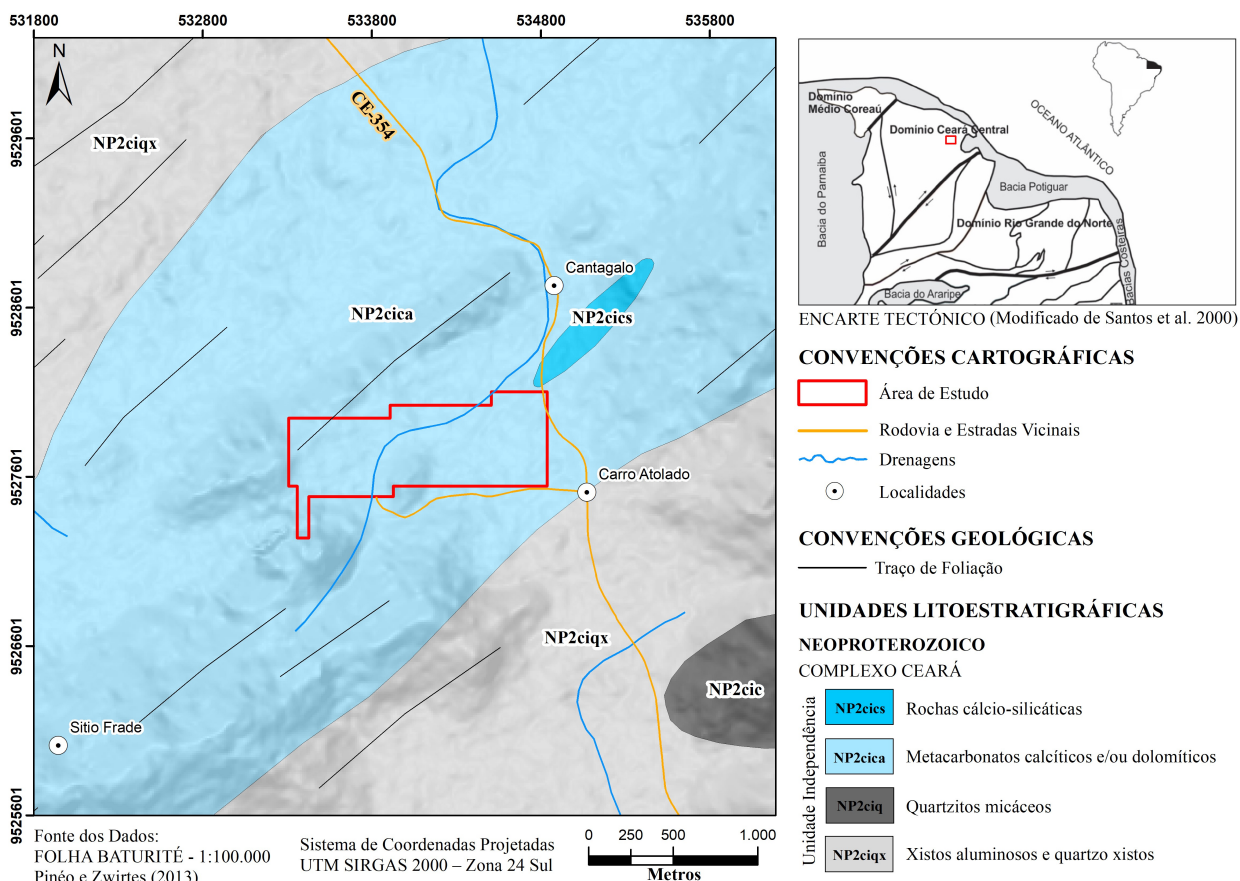 531800 532800 533800 534800 535800
N
CE-354
9529601
NP2ciqx
Cantagalo
9528601
NP2cica
NP2cics
9527601
Carro Atolado
9526601
NP2ciqx
NP2cic
Sitio Frade
9525601
Fonte dos Dados:
FOLHA BATURITÉ - 1:100.000
Pinéo e Zwirtes (2013)
Sistema de Coordenadas Projetadas
UTM SIRGAS 2000 – Zona 24 Sul
0 250 500 1.000
Metros
Domínio
Médio Coreaú
Domínio Ceará Central
OCEANO ATLÂNTICO
Bacia do Parnaiba
Bacia Potiguar
Domínio Rio Grande do Norte
Bacias Costeiras
Bacia do Araripe
ENCARTE TECTÓNICO (Modificado de Santos et al. 2000)
CONVENÇÕES CARTOGRÁFICAS
Área de Estudo
Rodovia e Estradas Vicinais
Drenagens
Localidades
CONVENÇÕES GEOLÓGICAS
Traço de Foliação
UNIDADES LITOESTRATIGRÁFICAS
NEOPROTEROZOICO
COMPLEXO CEARÁ
Unidade Independência
NP2cics Rochas cálcio-silicáticas
NP2cica Metacarbonatos calcíticos e/ou dolomíticos
NP2ciq Quartzitos micáceos
NP2ciqx Xistos aluminosos e quartzo xistos